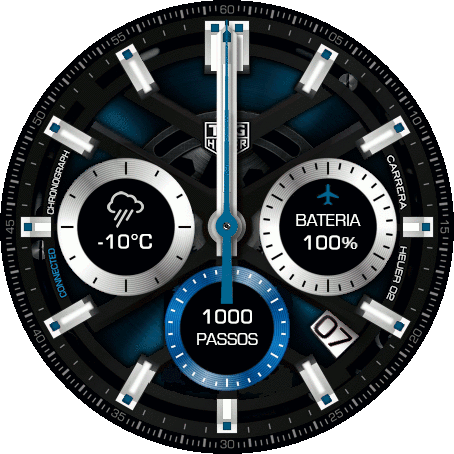 60
05
55
50
TAG
HEUER
CHRONOGRAPH
CARRERA
-10°C
BATERIA
100%
45
15
CONNECTED
HEUER 02
1000
PASSOS
07
40
20
35
25
30